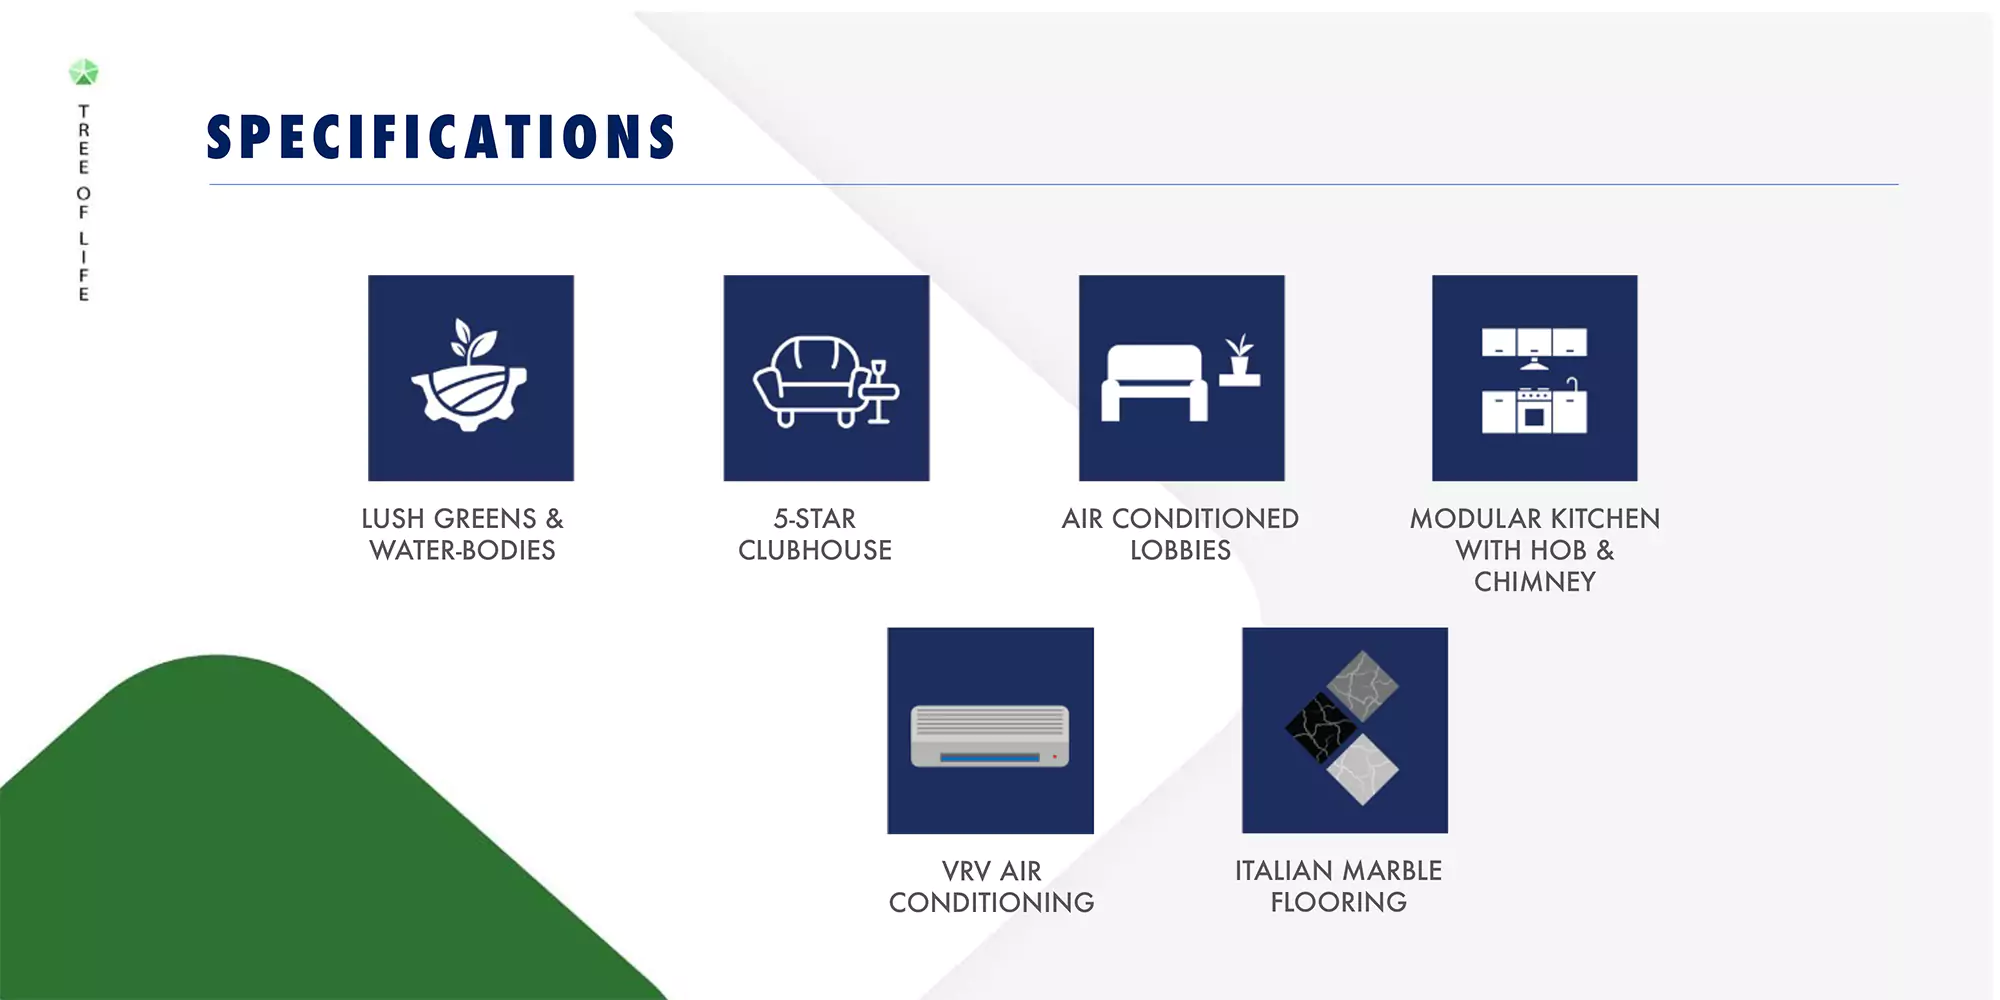 TREE OF LIFE
SPECIFICATIONS
LUSH GREENS &
WATER-BODIES
5-STAR
CLUBHOUSE
AIR CONDITIONED
LOBBIES
MODULAR KITCHEN
WITH HOB &
CHIMNEY
VRV AIR
CONDITIONING
ITALIAN MARBLE
FLOORING